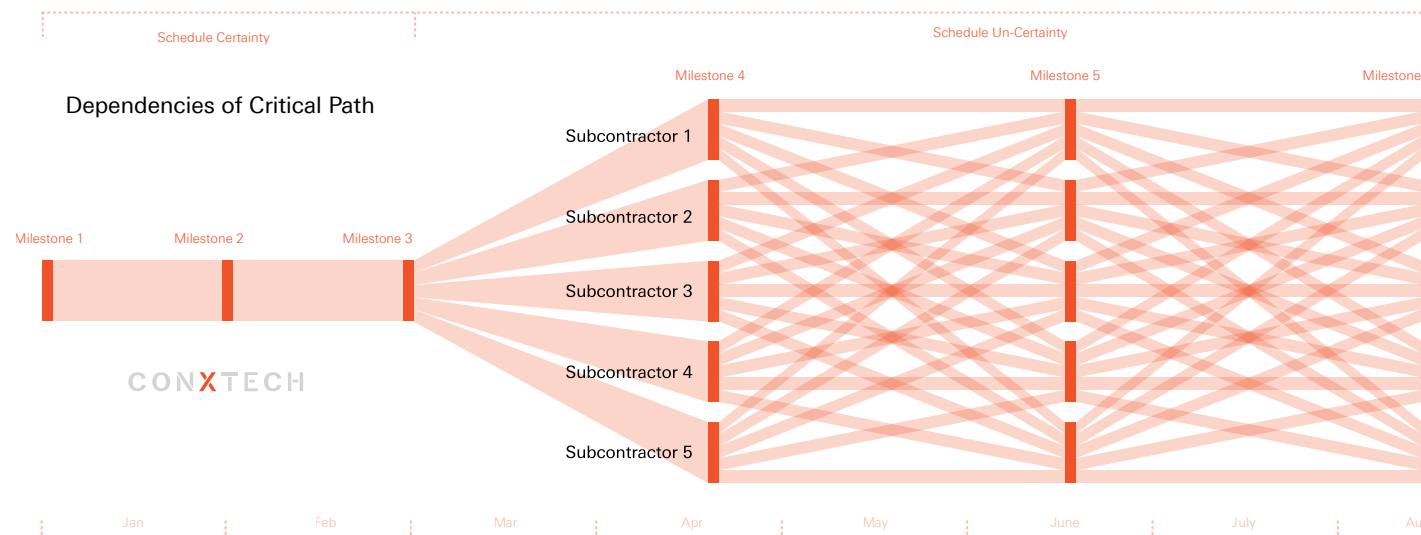 Schedule Certainty
Schedule Un-Certainty
Milestone 4
Milestone 5
Milestone
Dependencies of Critical Path
Subcontractor 1
Subcontractor 2
Milestone 1
Milestone 2
Milestone 3
Subcontractor 3
CONXTECH
Subcontractor 4
Subcontractor 5
Jan
Feb
Mar
Apr
May
June
July
Au